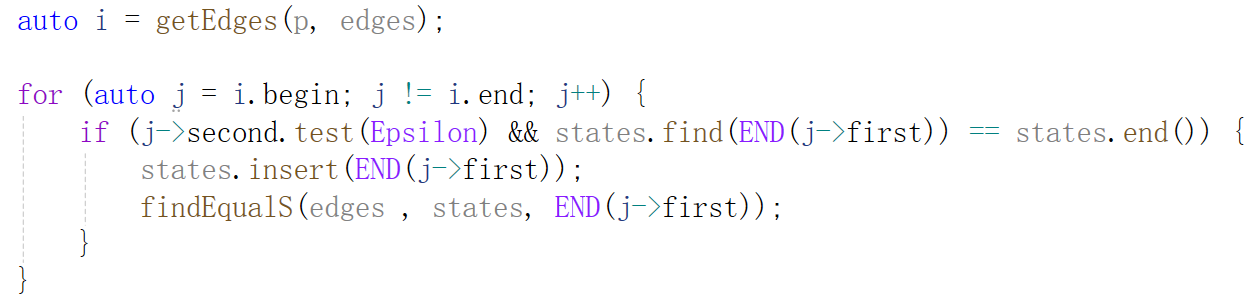 auto i = getEdges(p, edges);
for (auto j = i.begin; j != i.end; j++) {
if (j->second.test(Epsilon) && states.find(END(j->first)) == states.end()) {
states.insert(END(j->first));
findEqualS(edges , states, END(j->first));
}
}